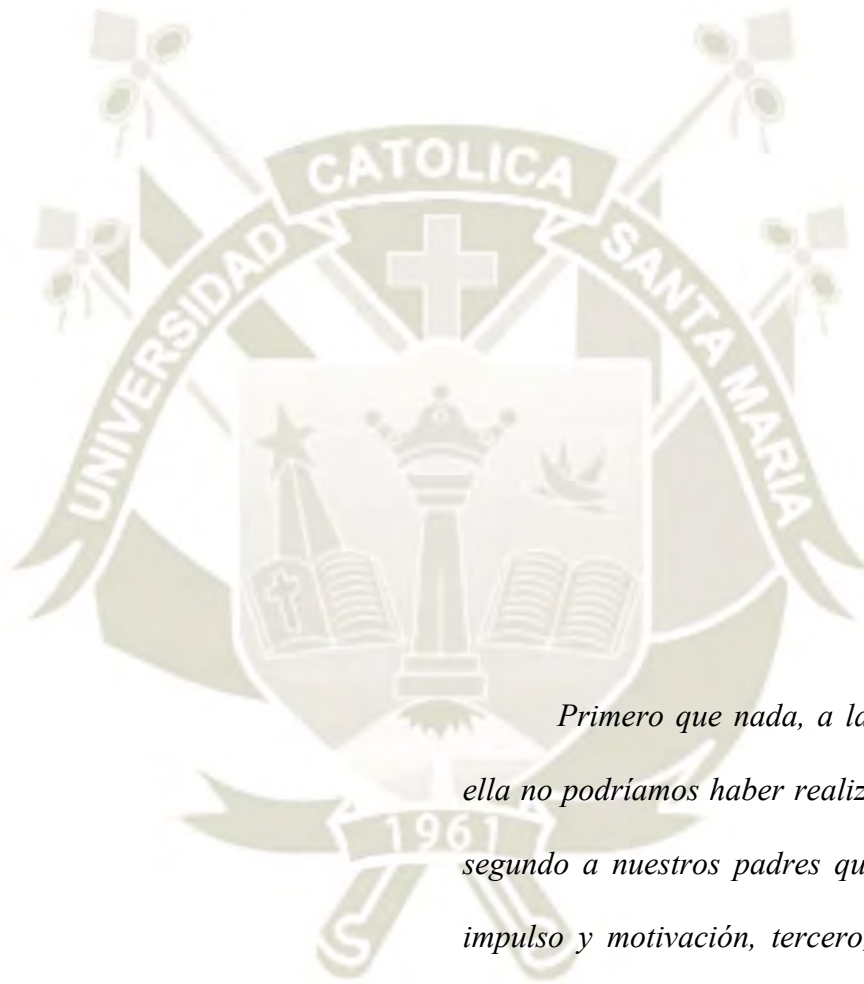 UNIVERSIDAD CATOLICA SANTA MARIA
1961
Primero que nada, a la
ella no podríamos haber realiz
segundo a nuestros padres qu
impulso y motivación, tercero,